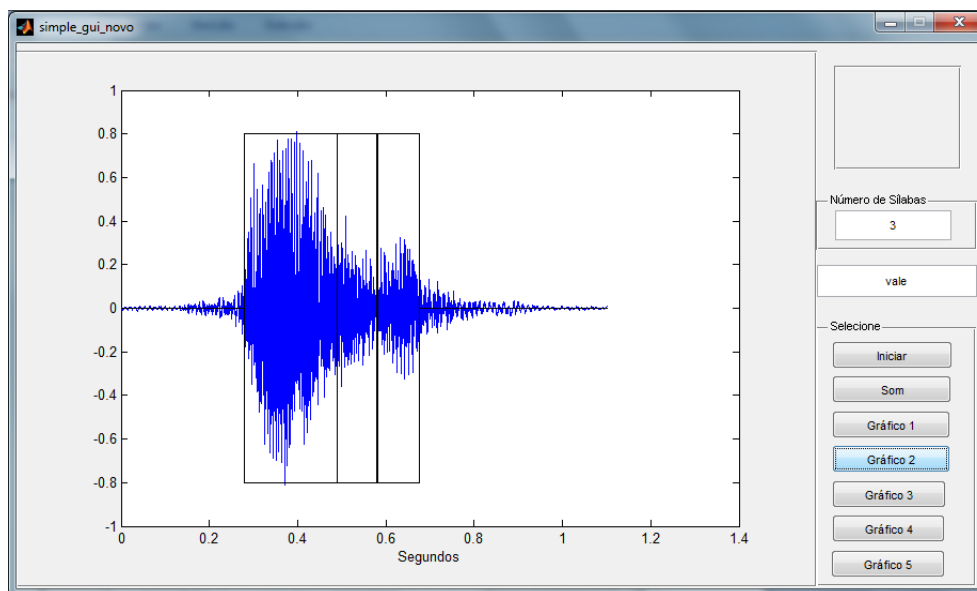 simple_gui_novo
1
0.8
0.6
0.4
0.2
0
-0.2
-0.4
-0.6
-0.8
-1
0
0.2
0.4
0.6
0.8
1
1.2
1.4
Segundos
Número de Sílabas
3
vale
Selecione
Iniciar
Som
Gráfico 1
Gráfico 2
Gráfico 3
Gráfico 4
Gráfico 5